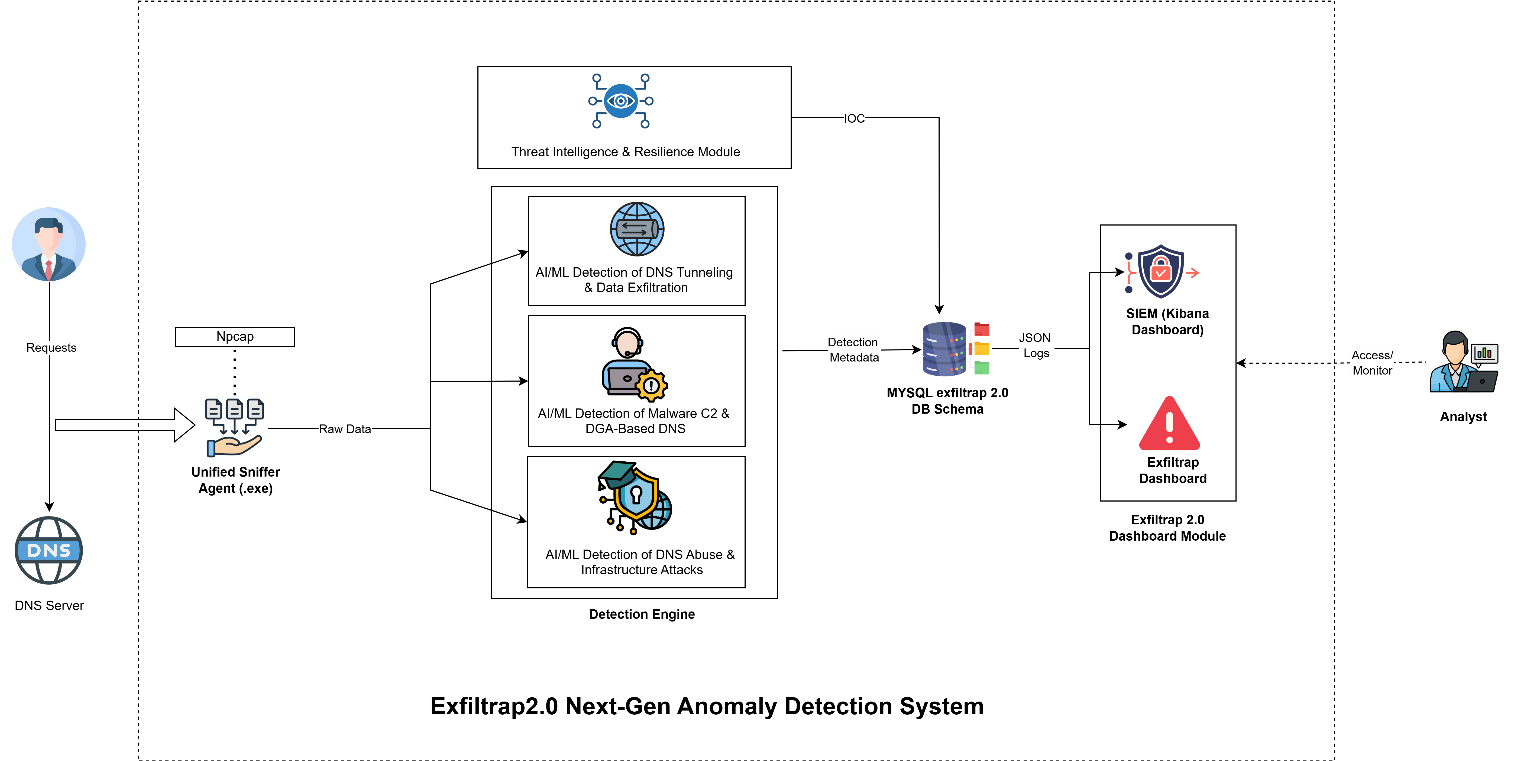 Threat Intelligence & Resilience Module
IOC
AI/ML Detection of DNS Tunneling
& Data Exfiltration
Requests
Npcap
AI/ML Detection of Malware C2 &
DGA-Based DNS
Raw Data
Unified Sniffer
Agent (.exe)
DNS
DNS Server
AI/ML Detection of DNS Abuse &
Infrastructure Attacks
Detection Engine
Detection
Metadata
MYSQL exfiltrap 2.0
DB Schema
JSON
Logs
SIEM (Kibana
Dashboard)
Exfiltrap
Dashboard
Exfiltrap 2.0
Dashboard Module
Access/
Monitor
Analyst
Exfiltrap2.0 Next-Gen Anomaly Detection System